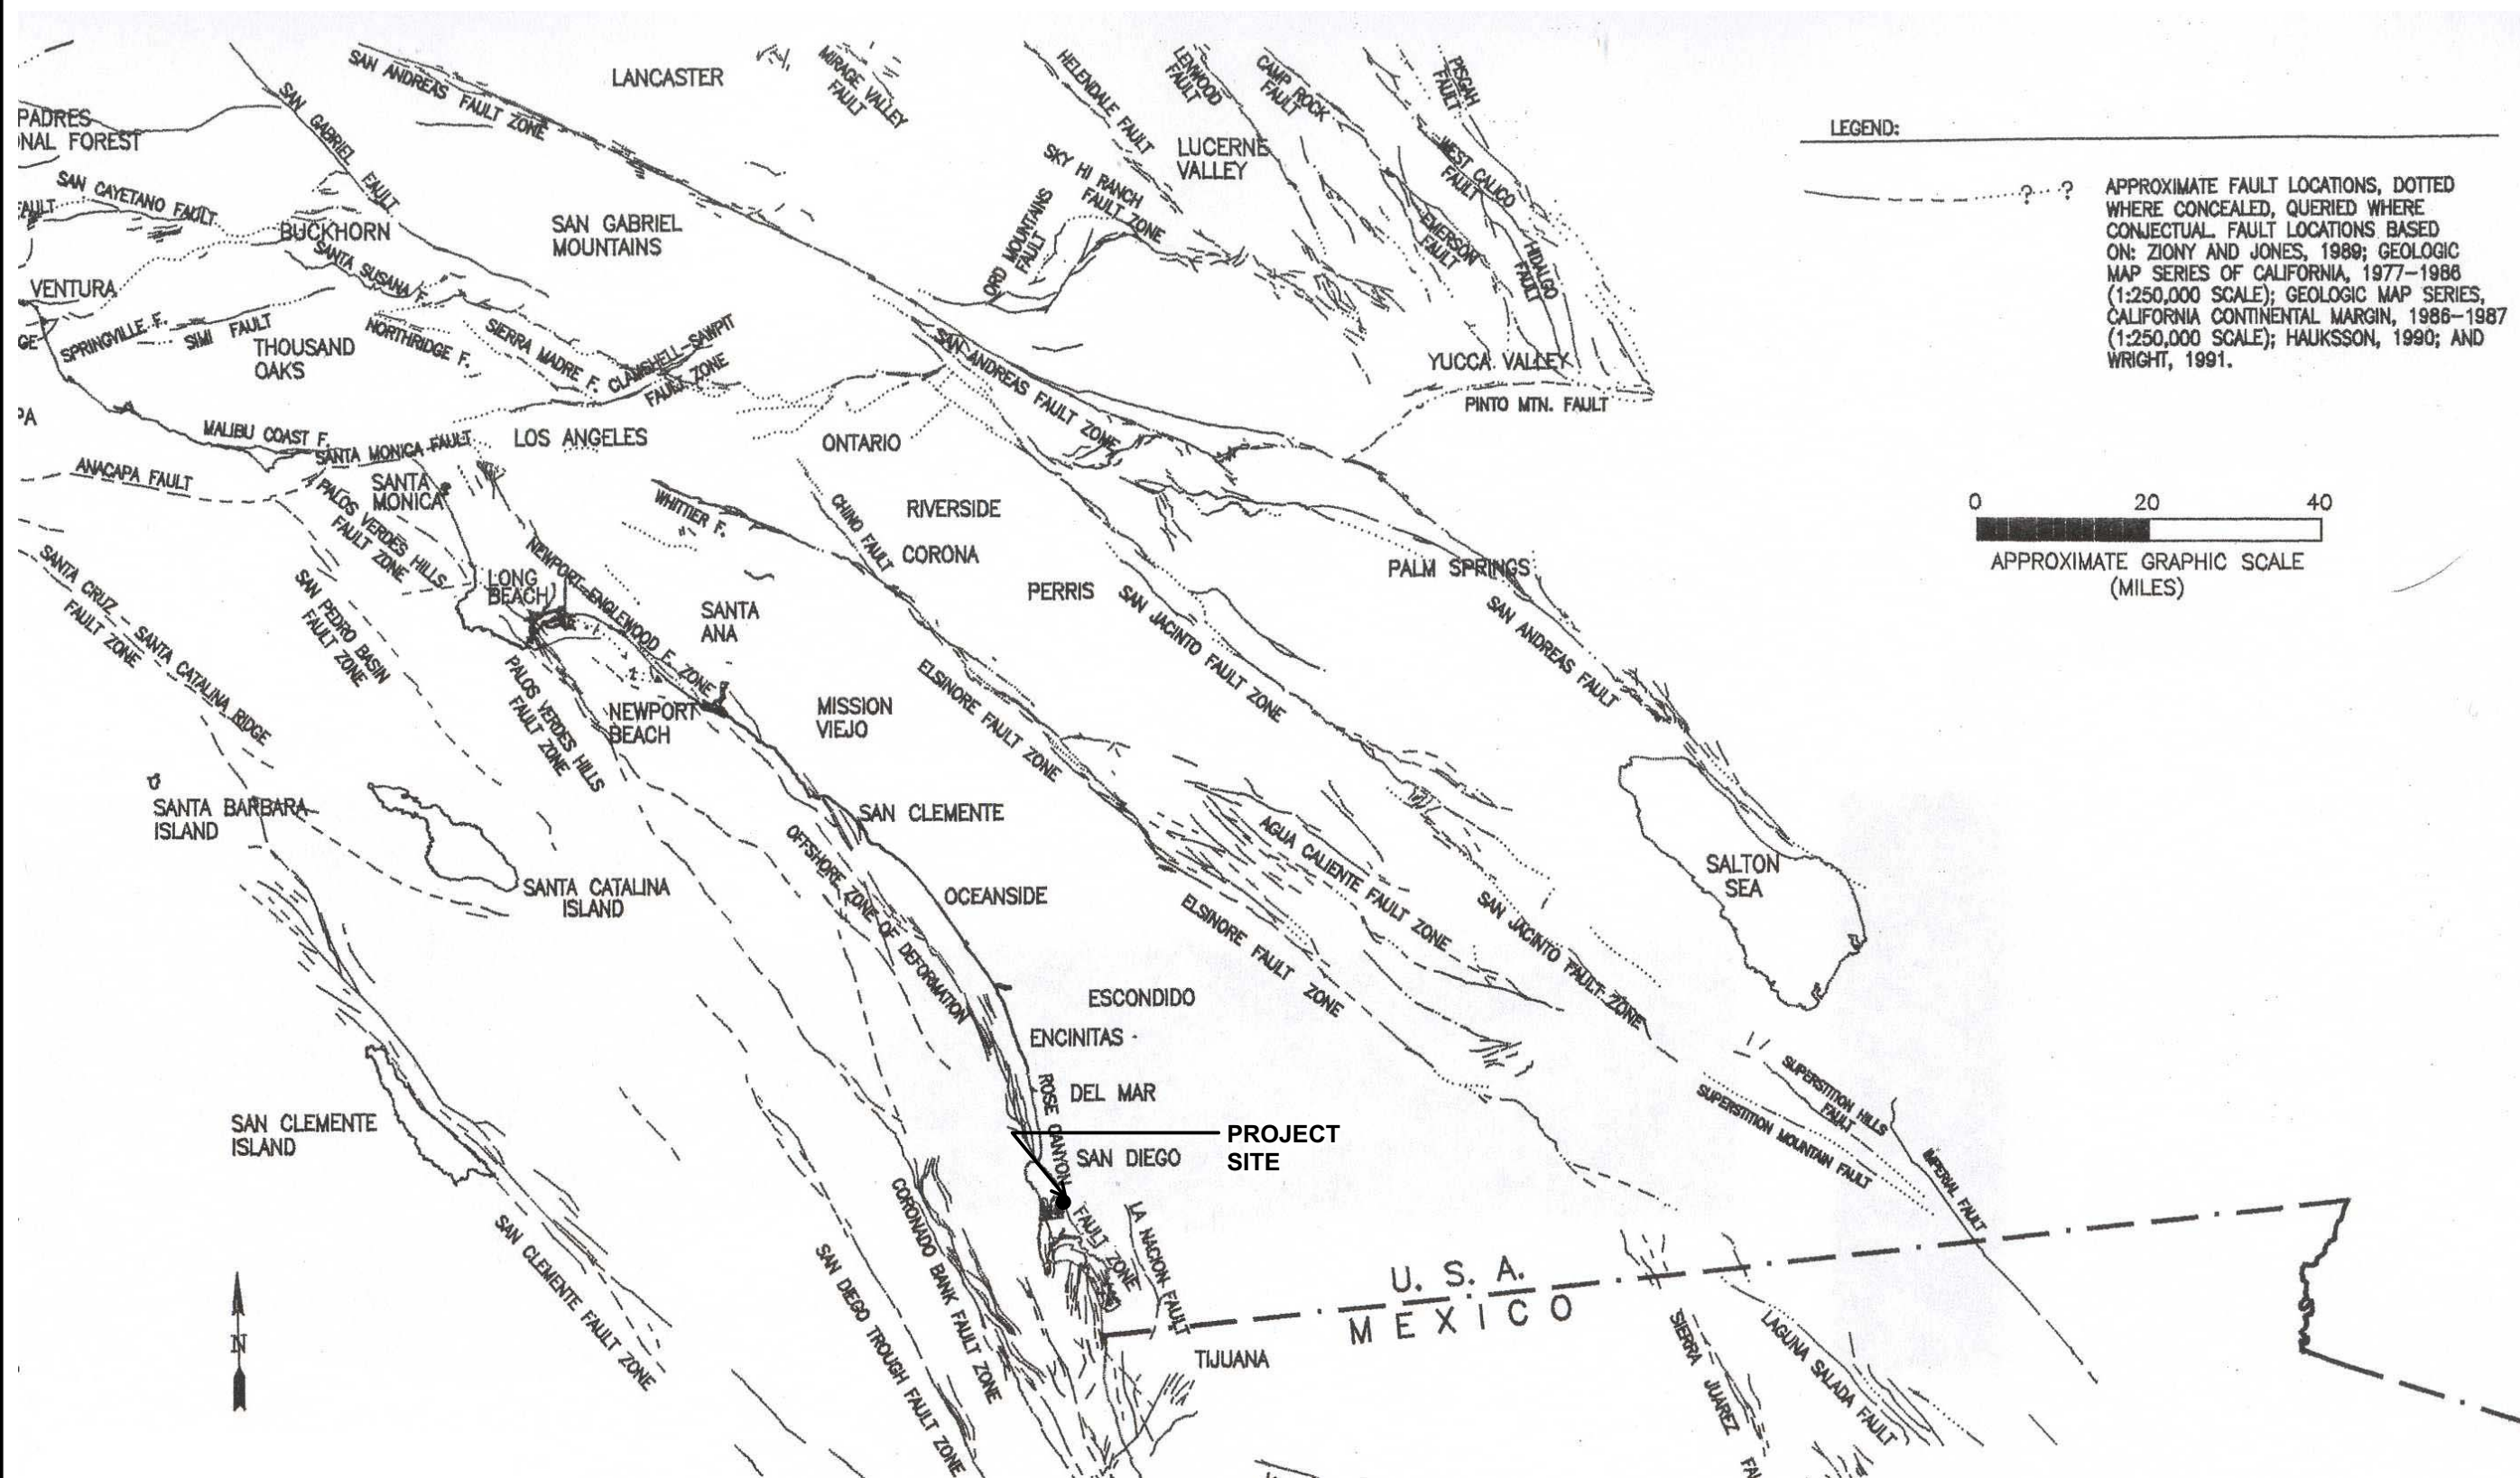 SAN ANDREAS FAULT ZONE
LANCASTER
MIRAGE VALLEY
FAULT
HELENDALE FAULT
LENWOOD
FAULT
CAMP ROCK
FAULT
PISGAH
FAULT
PADRES
ONAL FOREST
SAN GABRIEL FAULT
LUCERNE
VALLEY
WEST CALICO
FAULT
SKY HI RANCH
FAULT ZONE
SAN CAYETANO FAULT
FAULT
BUCKHORN
SAN GABRIEL
MOUNTAINS
ORD MOUNTAINS
FAULT
EMERSON
FAULT
HIDALGO
FAULT
SANTA SUSANA F.
VENTURA
SPRINGVILLE F.
SIMI FAULT
GE
THOUSAND
OAKS
NORTHRIDGE F.
SIERRA MADRE F.
CLAMSHELL-SAWPIT
FAULT ZONE
SAN ANDREAS FAULT ZONE
YUCCA VALLEY
PINTO MTN. FAULT
PA
MALIBU COAST F.
SANTA MONICA FAULT
LOS ANGELES
ONTARIO
ANACAPA FAULT
SANTA
MONICA
PALOS VERDES HILLS
FAULT ZONE
WHITTIER F.
CHINO FAULT
RIVERSIDE
CORONA
LEGEND:
? ?
APPROXIMATE FAULT LOCATIONS, DOTTED
WHERE CONCEALED, QUERIED WHERE
CONJECTUAL. FAULT LOCATIONS BASED
ON: ZIONY AND JONES, 1989; GEOLOGIC
MAP SERIES OF CALIFORNIA, 1977-1986
(1:250,000 SCALE); GEOLOGIC MAP SERIES,
CALIFORNIA CONTINENTAL MARGIN, 1986-1987
(1:250,000 SCALE); HAUKSSON, 1990; AND
WRIGHT, 1991.
0 20 40
APPROXIMATE GRAPHIC SCALE
(MILES)
SANTA CRUZ - SANTA CATALINA RIDGE
FAULT ZONE
SAN PEDRO BASIN
FAULT ZONE
LONG
BEACH
NEWPORT-ENGLEWOOD F. ZONE
SANTA
ANA
PERRIS
PALM SPRINGS
SAN JACINTO FAULT ZONE
SAN ANDREAS FAULT
PALOS VERDES HILLS
FAULT ZONE
NEWPORT
BEACH
MISSION
VIEJO
ELSINORE FAULT ZONE
SANTA BARBARA
ISLAND
SAN CLEMENTE
SANTA CATALINA
ISLAND
OFFSHORE ZONE OF DEFORMATION
OCEANSIDE
AGUA CALIENTE FAULT ZONE
SALTON
SEA
ELSINORE FAULT ZONE
SAN JACINTO FAULT ZONE
ESCONDIDO
ENCINITAS
SAN CLEMENTE
ISLAND
ROSE CANYON FAULT ZONE
DEL MAR
PROJECT
SITE
SAN DIEGO
SUPERSTITION HILLS
FAULT
SUPERSTITION MOUNTAIN FAULT
IMPERIAL FAULT
SAN CLEMENTE FAULT ZONE
SAN DIEGO TROUGH FAULT ZONE
CORONADO BANK FAULT ZONE
LA NACION FAULT
U. S. A.
MEXICO
TIJUANA
SIERRA JUAREZ FA
LAGUNA SALADA FAULT
N